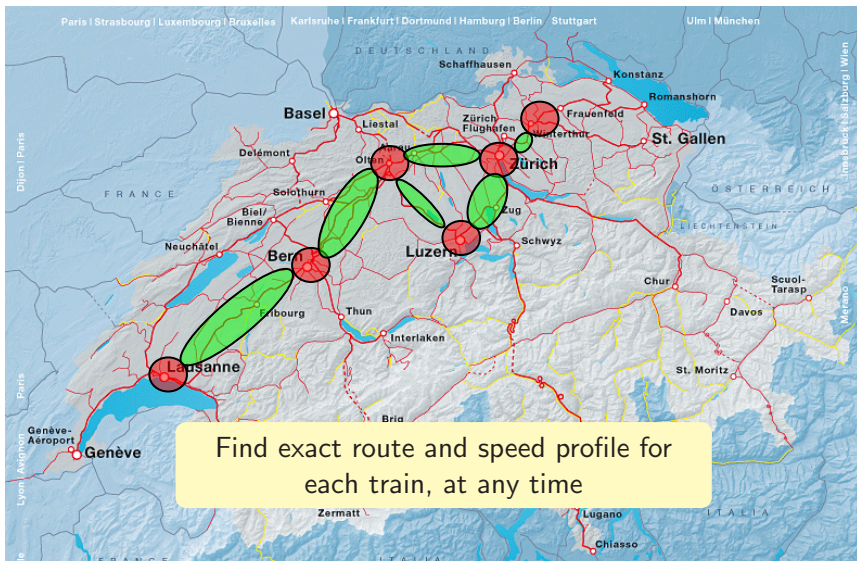 Paris | Strasbourg | Luxembourg | Bruxelles
Karlsruhe | Frankfurt | Dortmund | Hamburg | Berlin
Stuttgart
Ulm | München
DEUTSCHLAND
Schaffhausen
Konstanz
Romanshorn
Basel
Liestal
Zürich
Flughafen
Frauenfeld
Winterthur
St. Gallen
Innsbruck | Salzburg | Wien
Delémont
Aarau
Olten
Zürich
Dijon | Paris
FRANCE
Solothurn
ÖSTERREICH
Biel/
Bienne
Zug
LIECHTENSTEIN
Neuchâtel
Bern
Luzern
Schwyz
Chur
Scuol-
Tarasp
Merano
Davos
Fribourg
Thun
Interlaken
Lausanne
St. Moritz
Paris
Brig
Genève-
Aéroport
Genève
Lyon | Avignon
Find exact route and speed profile for
each train, at any time
Zermatt
Lugano
ITALIA
Chiasso
FRANCE
ITALIA